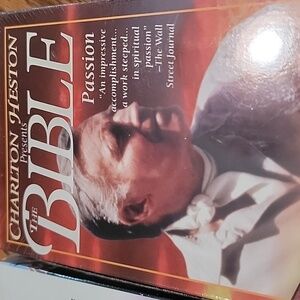 CHARLTON HESTON
Presents
THE
BIBLE
Passion
"An impressive
accomplishment...
a work steeped...
in spiritual
passion"
—The Wall
Street Journal